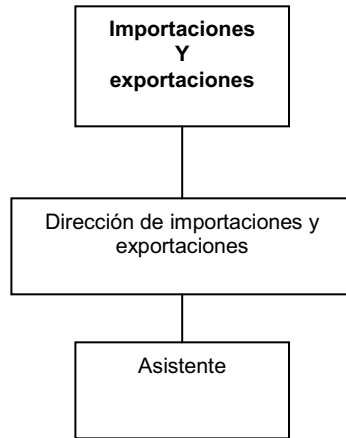 Importaciones
Y
exportaciones
Dirección de importaciones y
exportaciones
Asistente